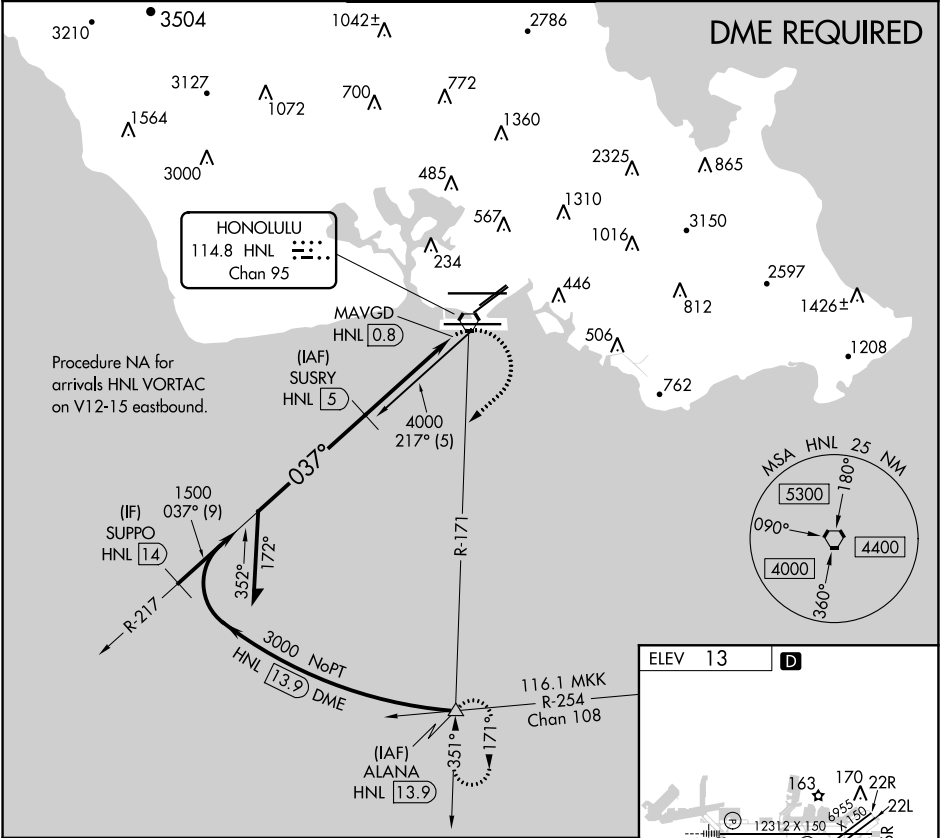 DME REQUIRED
3210
3504
1042±
2786
3127
1072
700
772
1564
1360
3000
485
2325
865
1310
567
3150
1016
234
HONOLULU
114.8 HNL
Chan 95
2597
446
812
1426±
MAVGD
HNL 0.8
506
1208
762
Procedure NA for
arrivals HNL VORTAC
on V12-15 eastbound.
(IAF)
SUSRY
HNL 5
4000
217° (5)
037°
MSA HNL 25 NM
180°
5300
090°
4400
4000
360°
1500
037° (9)
(IF)
SUPPO
HNL 14
R-171
352°
172°
R-217
3000 NoPT
HNL 13.9 DME
116.1 MKK
R-254
Chan 108
351°
171°
(IAF)
ALANA
HNL 13.9
ELEV 13
D
163
170
22R
22L
12312 X 150
6955
X 150
P